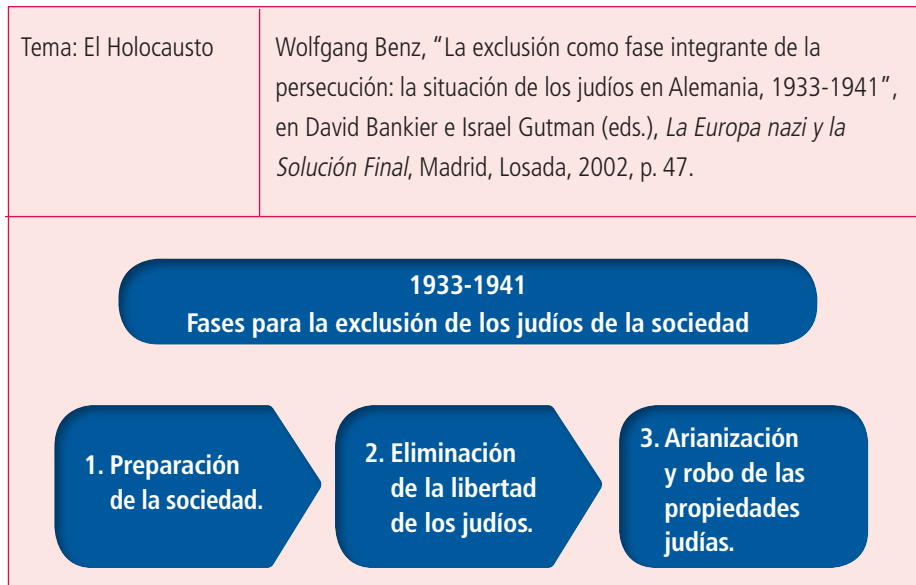 Tema: El Holocausto
Wolfgang Benz, “La exclusión como fase integrante de la
persecución: la situación de los judíos en Alemania, 1933-1941”,
en David Bankier e Israel Gutman (eds.), La Europa nazi y la
Solución Final, Madrid, Losada, 2002, p. 47.
1933-1941
Fases para la exclusión de los judíos de la sociedad
1. Preparación
de la sociedad.
2. Eliminación
de la libertad
de los judíos.
3. Arianización
y robo de las
propiedades
judías.